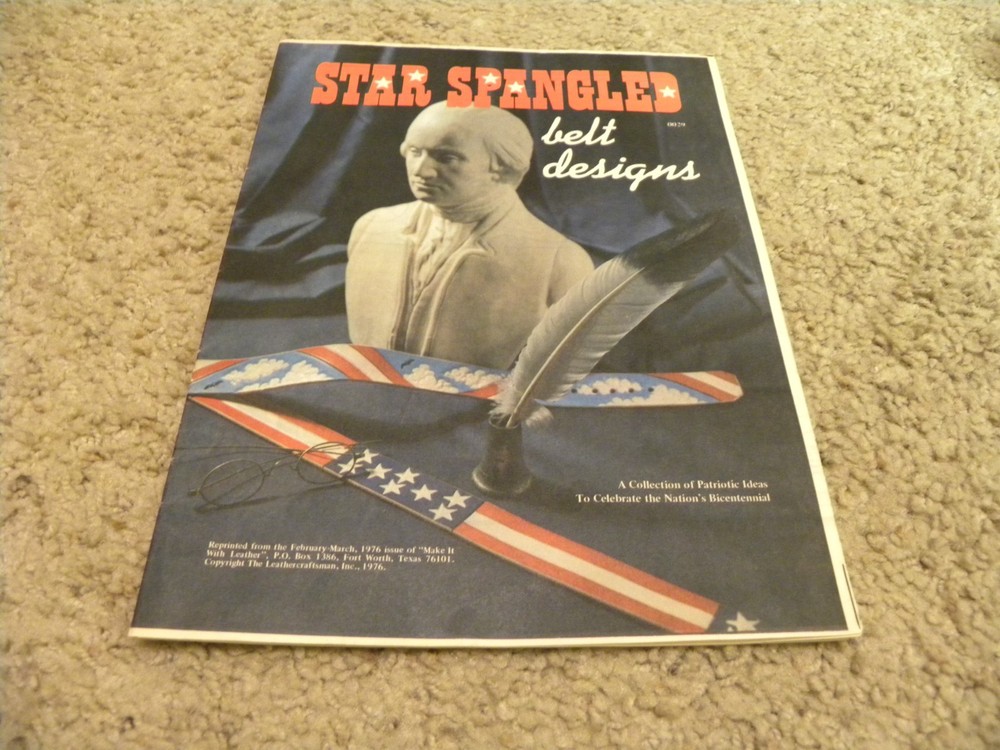 STAR SPANGLED
0029
belt
designs
A Collection of Patriotic Ideas
To Celebrate the Nation's Bicentennial
Reprinted from the February-March, 1976 issue of "Make It
With Leather", P.O. Box 1386, Fort Worth, Texas 76101.
Copyright The Leathercraftsman, Inc., 1976.